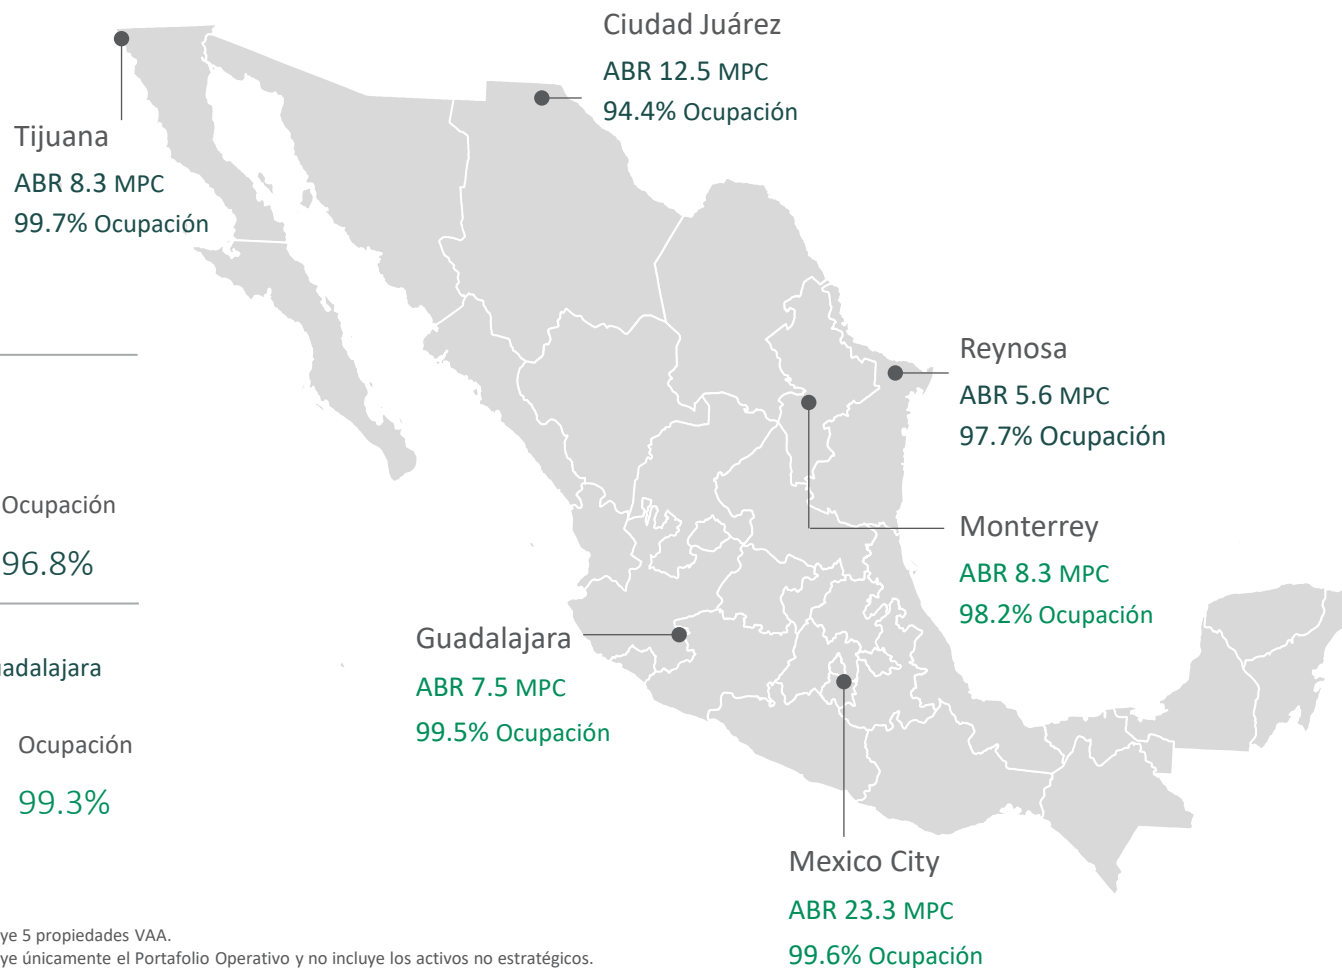 Ciudad Juárez
ABR 12.5 MPC
94.4% Ocupación
Tijuana
ABR 8.3 MPC
99.7% Ocupación
Reynosa
ABR 5.6 MPC
97.7% Ocupación
Ocupación
96.8%
Monterrey
ABR 8.3 MPC
98.2% Ocupación
Guadalajara
ABR 7.5 MPC
99.5% Ocupación
adalajara
Ocupación
99.3%
Mexico City
ABR 23.3 MPC
99.6% Ocupación
ye 5 propiedades VAA.
ye únicamente el Portafolio Operativo y no incluye los activos no estratégicos.